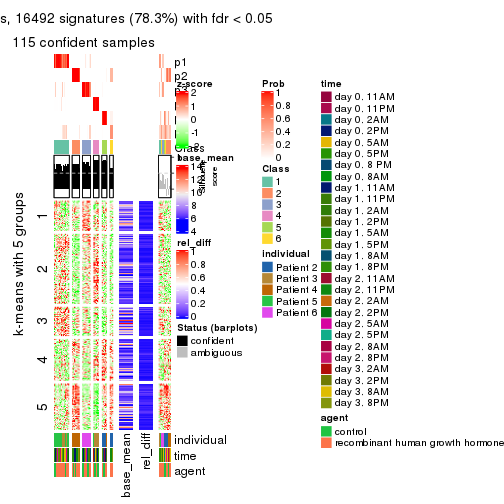 s, 16492 signatures (78.3%) with fdr < 0.05
115 confident samples
p1
p2
Class
Silhouette
score
k-means with 5 groups
1
2
3
4
5
base_mean
rel_diff
individual
time
agent
z-score
2
1
0
-1
-2
base_mean
14
12
10
8
6
4
rel_diff
1
0.8
0.6
0.4
0.2
0
Status (barplots)
confident
ambiguous
Prob
1
0.8
0.6
0.4
0.2
0
Class
1
2
3
4
5
6
individual
Patient 2
Patient 3
Patient 4
Patient 5
Patient 6
time
day 0. 11AM
day 0. 11PM
day 0. 2AM
day 0. 2PM
day 0. 5AM
day 0. 5PM
day 0. 8 PM
day 0. 8AM
day 1. 11AM
day 1. 11PM
day 1. 2AM
day 1. 2PM
day 1. 5AM
day 1. 5PM
day 1. 8AM
day 1. 8PM
day 2. 11AM
day 2. 11PM
day 2. 2AM
day 2. 2PM
day 2. 5AM
day 2. 5PM
day 2. 8AM
day 2. 8PM
day 3. 2AM
day 3. 2PM
day 3. 8AM
day 3. 8PM
agent
control
recombinant human growth hormone